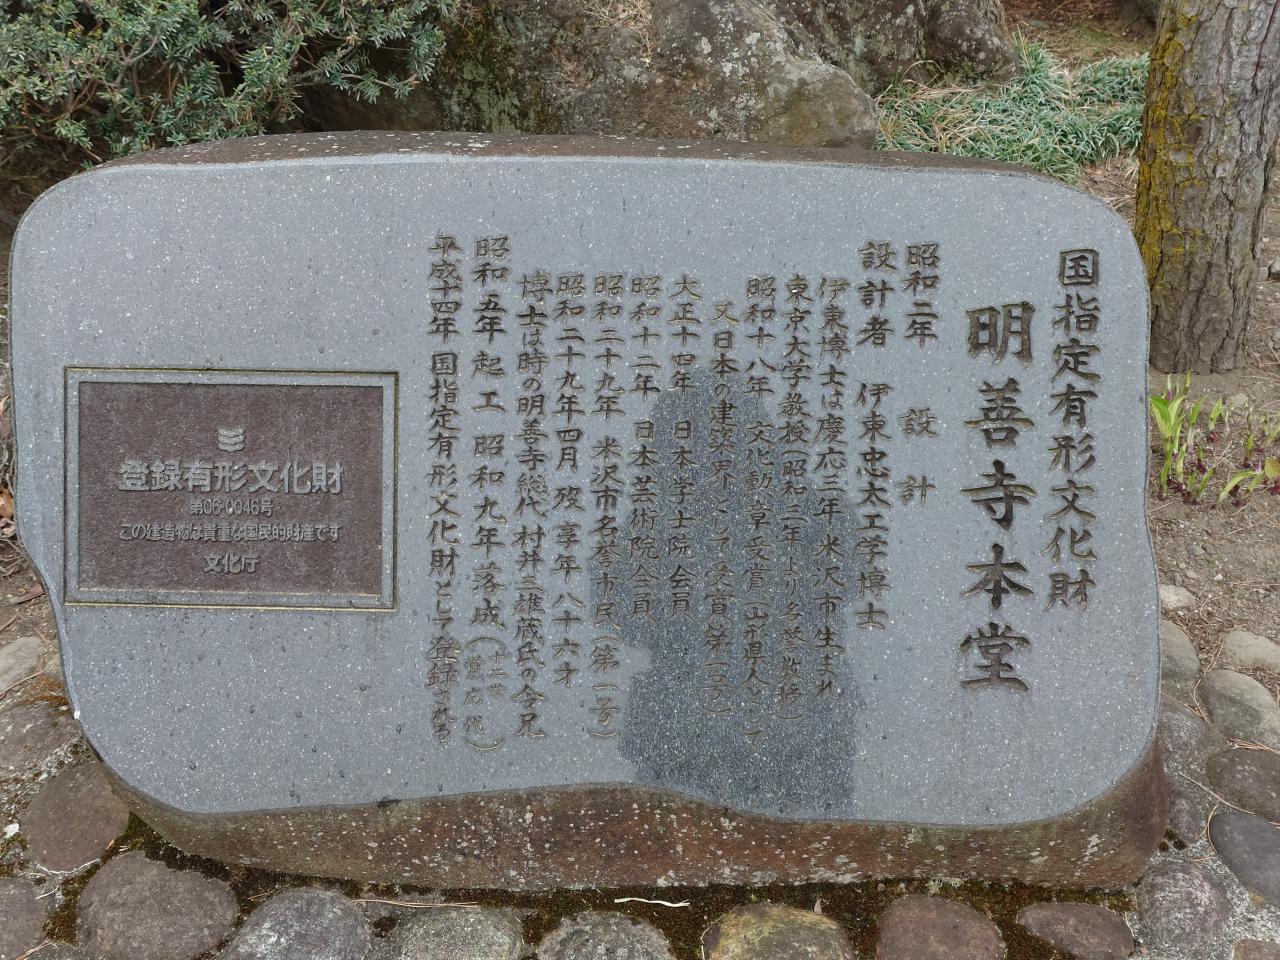 国指定有形文化財
明善寺本堂
昭和二年 設計
設計者 伊東忠太工学博士
伊東博士は慶応三年米沢市生まれ
東京大学教授(昭和三年より名誉教授)
昭和十八年 文化勲章受賞(山形県人として
又日本の建築界 して受賞第一号)
大正十四年 日本学士院会員
昭和十二年 日本芸術院会員
昭和二十九年 米沢市名誉市民(第一号)
昭和二十九年四月 歿享年八十六才
博士は時の明善寺総代 村井三雄蔵氏の令兄
昭和五年起工 昭和九年落成(十二世 応代)
平成十四年 国指定有形文化財として登録される
登録有形文化財
第06-0046号
この建造物は貴重な国民的財産です
文化庁